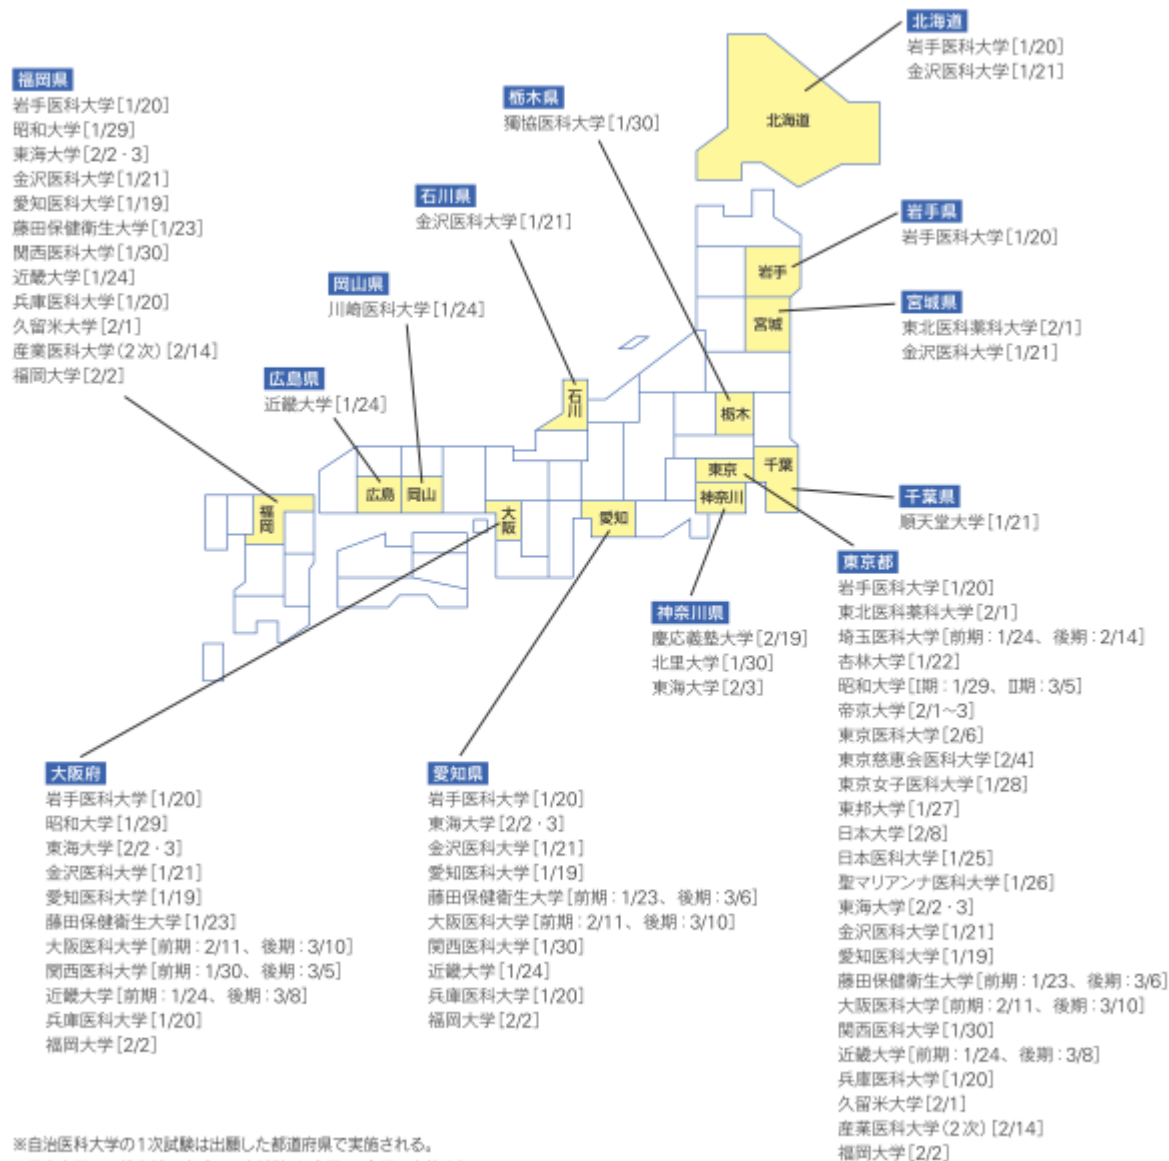 北海道
岩手医科大学[1/20]
金沢医科大学[1/21]
福岡県
岩手医科大学[1/20]
昭和大学[1/29]
東海大学[2/2・3]
金沢医科大学[1/21]
愛知医科大学[1/19]
藤田保健衛生大学[1/23]
関西医科大学[1/30]
近畿大学[1/24]
兵庫医科大学[1/20]
久留米大学[2/1]
産業医科大学(2次)[2/14]
福岡大学[2/2]
栃木県
獨協医科大学[1/30]
石川県
金沢医科大学[1/21]
岡山県
川崎医科大学[1/24]
広島県
近畿大学[1/24]
岩手県
岩手医科大学[1/20]
宮城県
東北医科薬科大学[2/1]
金沢医科大学[1/21]
北海道
岩手
宮城
石川
栃木
東京
千葉
神奈川
広島
岡山
福岡
大阪
愛知
千葉県
順天堂大学[1/21]
神奈川県
慶応義塾大学[2/19]
北里大学[1/30]
東海大学[2/3]
東京都
岩手医科大学[1/20]
東北医科薬科大学[2/1]
埼玉医科大学[前期:1/24、後期:2/14]
杏林大学[1/22]
昭和大学[Ⅰ期:1/29、Ⅱ期:3/5]
帝京大学[2/1~3]
東京医科大学[2/6]
東京慈恵会医科大学[2/4]
東京女子医科大学[1/28]
東邦大学[1/27]
日本大学[2/8]
日本医科大学[1/25]
聖マリアンナ医科大学[1/26]
東海大学[2/2・3]
金沢医科大学[1/21]
愛知医科大学[1/19]
藤田保健衛生大学[前期:1/23、後期:3/6]
大阪医科大学[前期:2/11、後期:3/10]
関西医科大学[1/30]
近畿大学[前期:1/24、後期:3/8]
兵庫医科大学[1/20]
久留米大学[2/1]
産業医科大学(2次)[2/14]
福岡大学[2/2]
大阪府
岩手医科大学[1/20]
昭和大学[1/29]
東海大学[2/2・3]
金沢医科大学[1/21]
愛知医科大学[1/19]
藤田保健衛生大学[1/23]
大阪医科大学[前期:2/11、後期:3/10]
関西医科大学[前期:1/30、後期:3/5]
近畿大学[前期:1/24、後期:3/8]
兵庫医科大学[1/20]
福岡大学[2/2]
愛知県
岩手医科大学[1/20]
東海大学[2/2・3]
金沢医科大学[1/21]
愛知医科大学[1/19]
藤田保健衛生大学[前期:1/23、後期:3/6]
大阪医科大学[前期:2/11、後期:3/10]
関西医科大学[1/30]
近畿大学[1/24]
兵庫医科大学[1/20]
福岡大学[2/2]
※自治医科大学の1次試験は出願した都道府県で実施される。